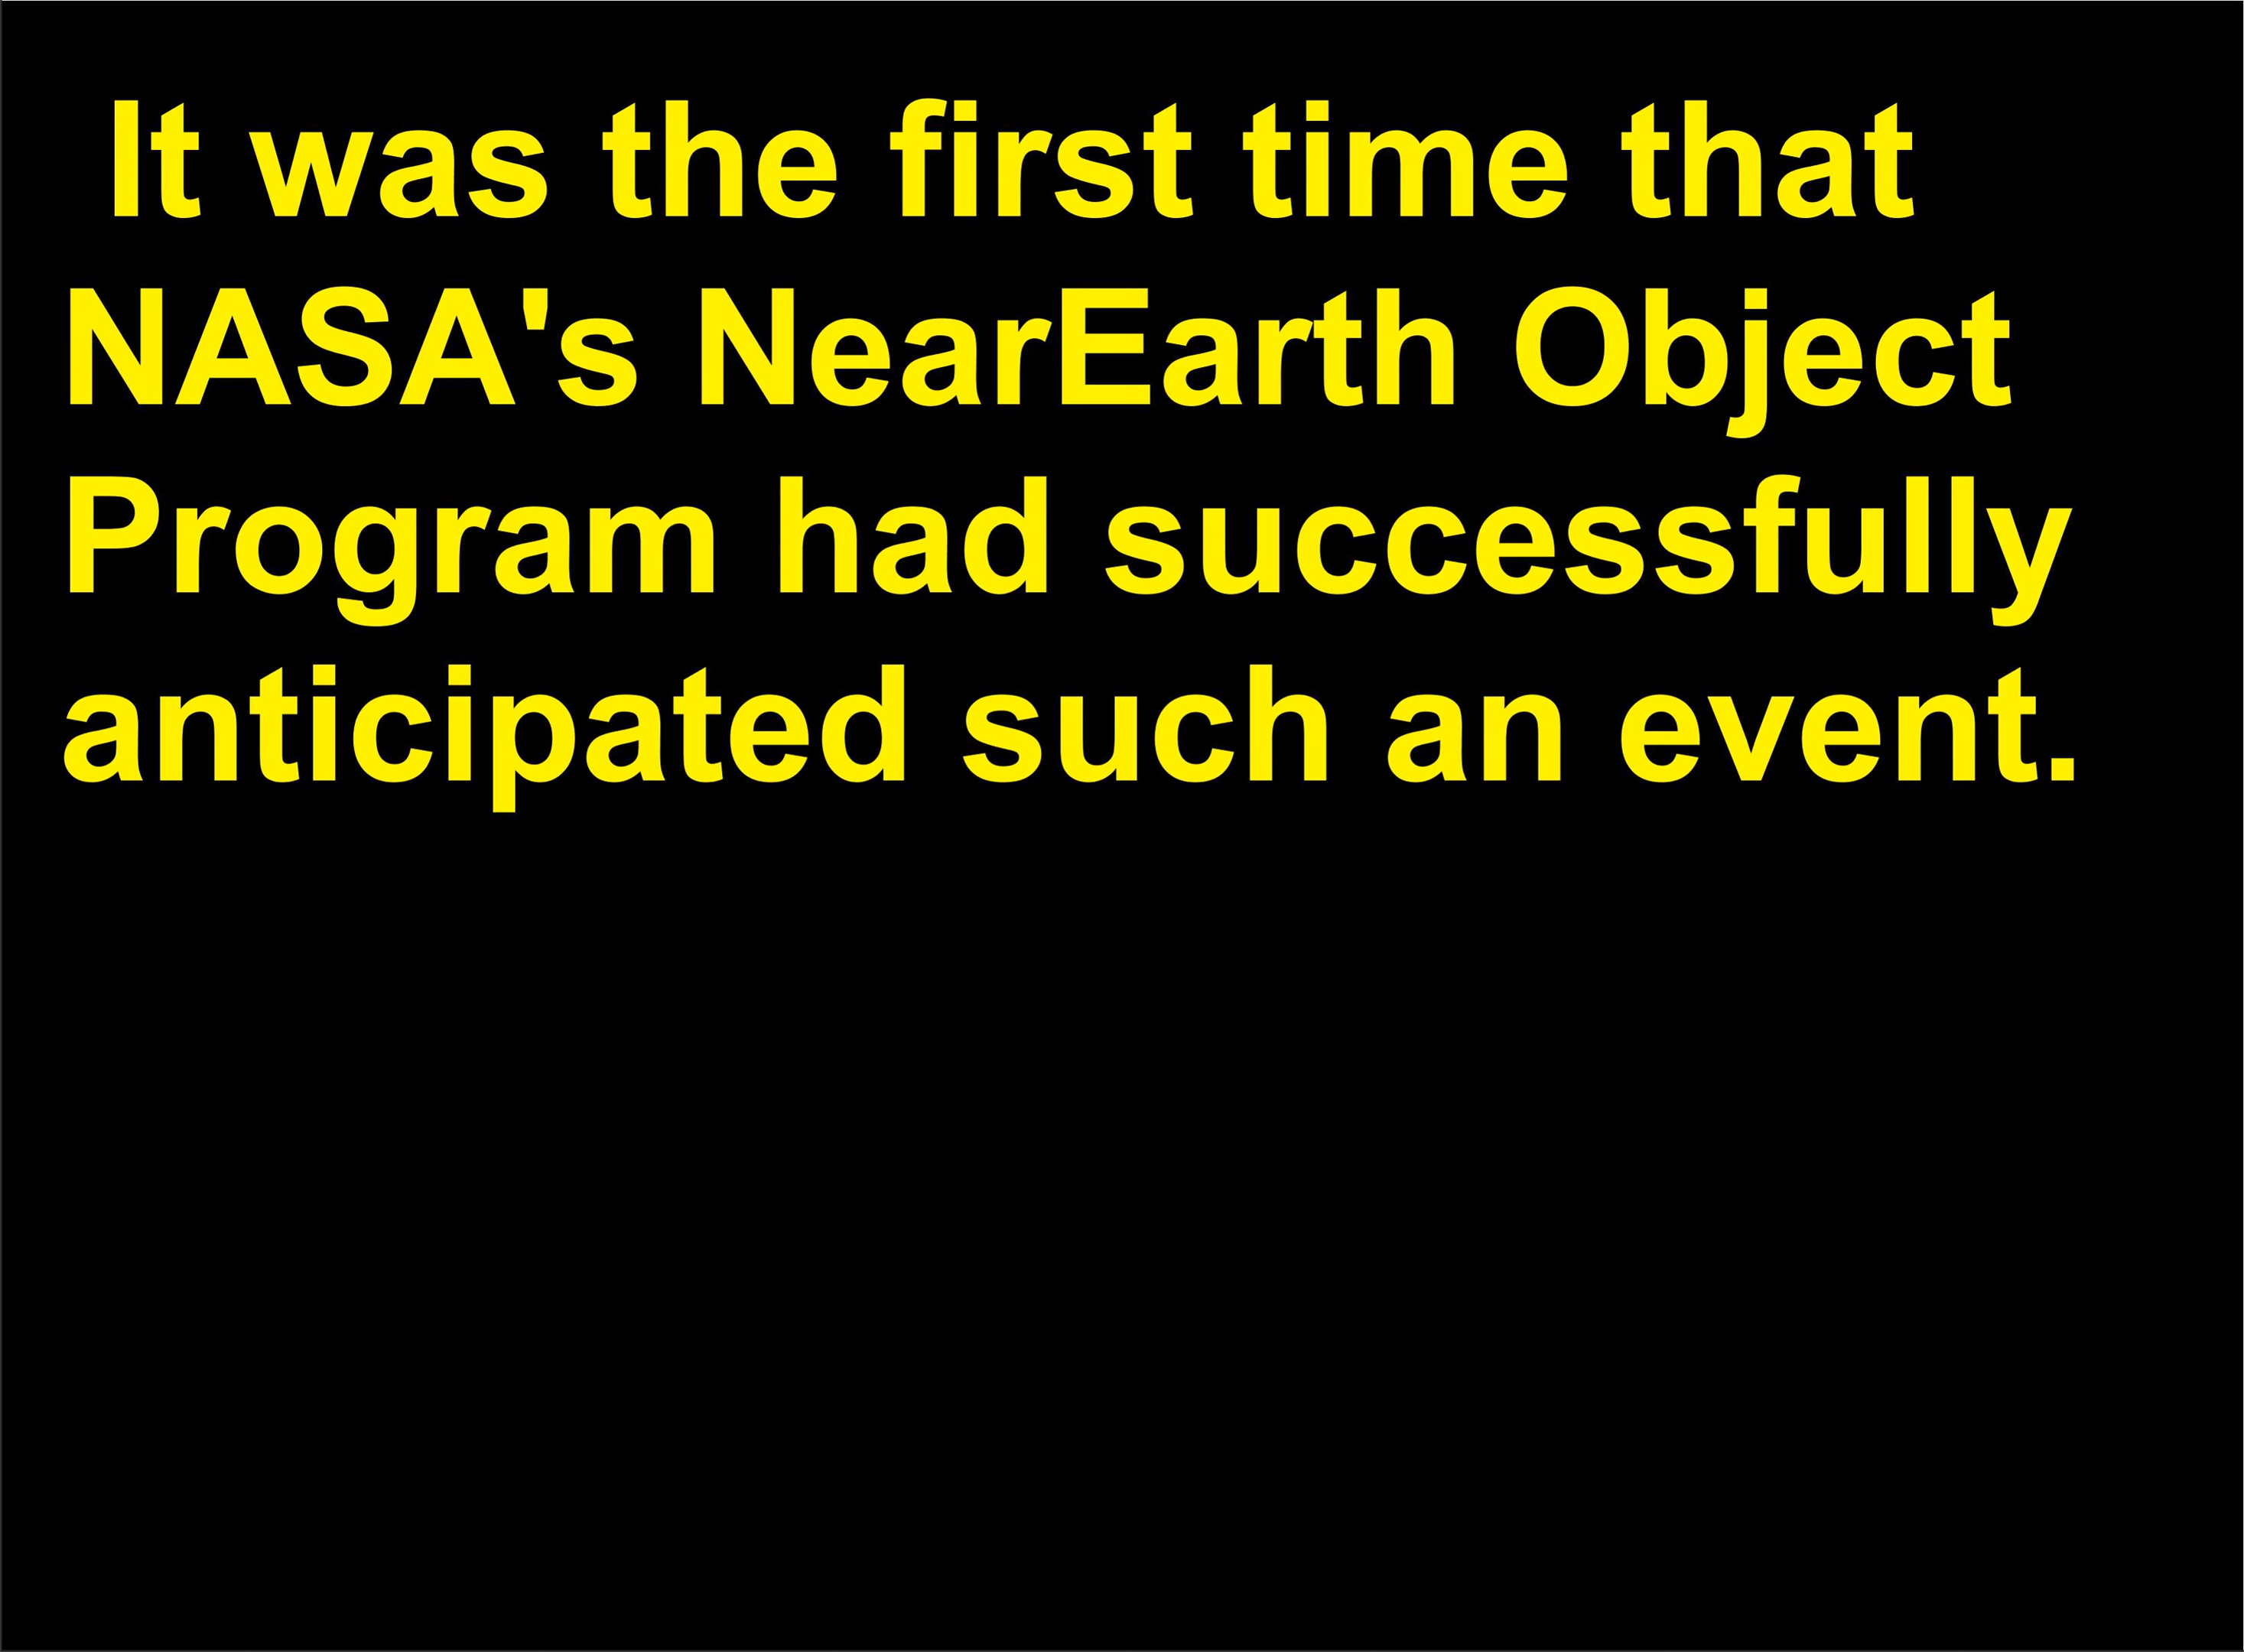 It was the first time that
NASA's NearEarth Object
Program had successfully
anticipated such an event.